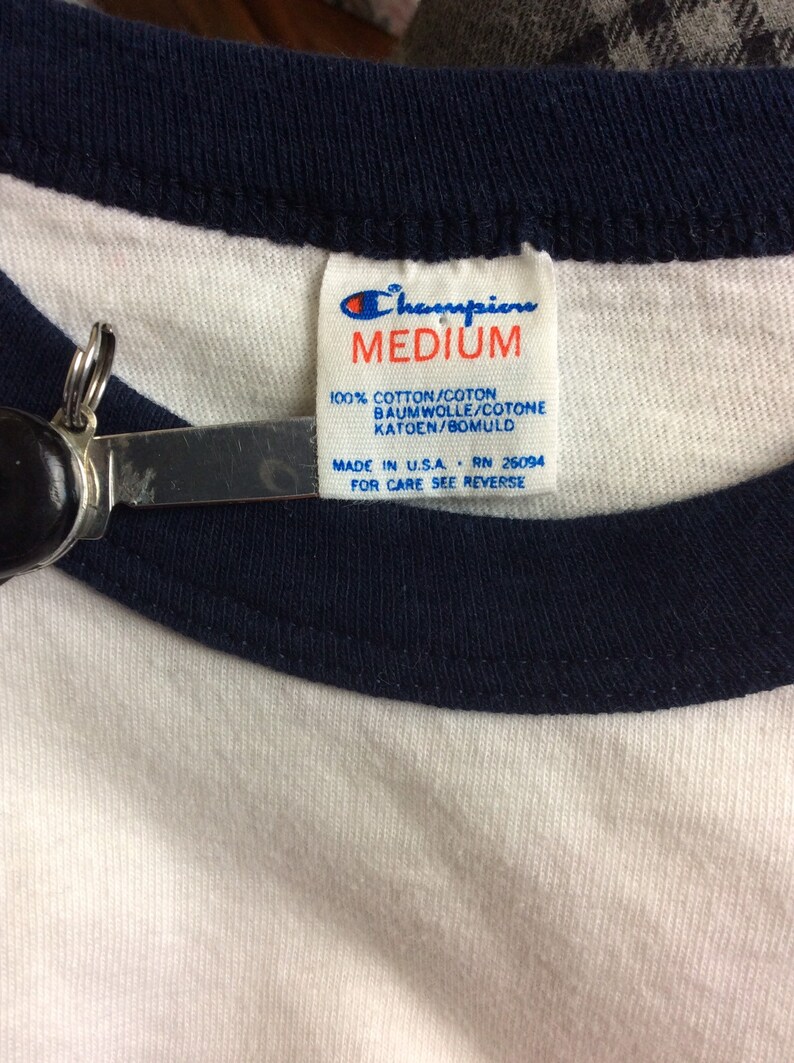 Champion®
MEDIUM
100% COTTON/COTON
BAUMWOLLE/COTONE
KATOEN/BOMULD
MADE IN U.S.A. · RN 26094
FOR CARE SEE REVERSE